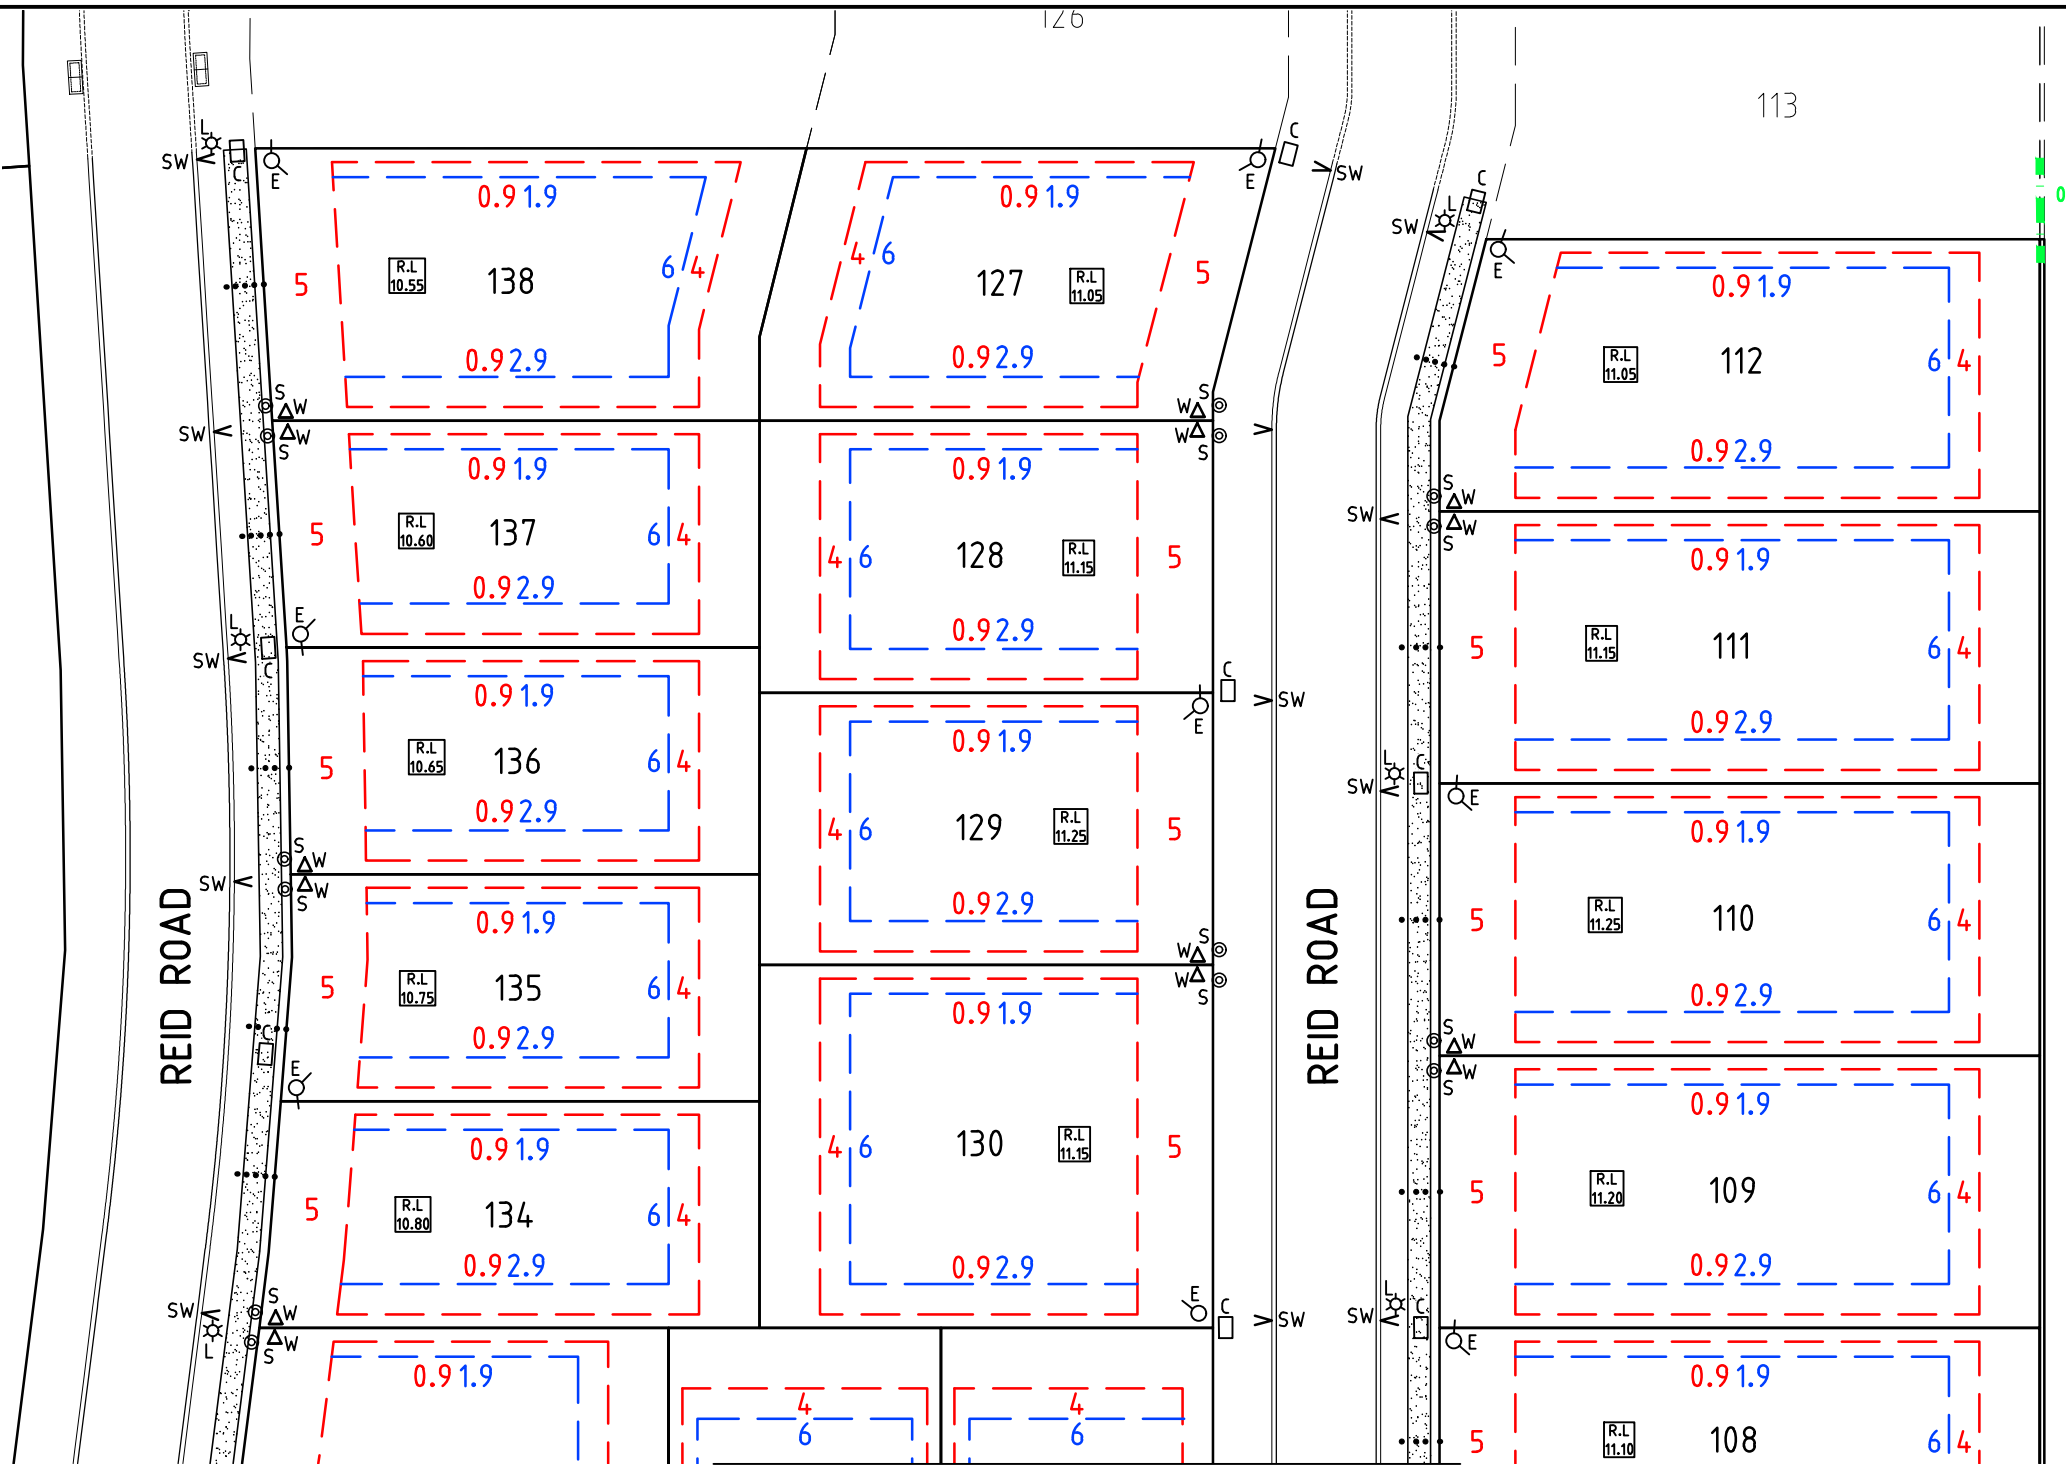 126
113
0
L
SW
C
E
0.9 1.9
5
R.L
10.55
138
6 4
0.9 2.9
0.9 1.9
4 6
127
R.L
11.05
5
0.9 2.9
E
C
SW
SW
L
C
E
0.9 1.9
5
R.L
11.05
112
6 4
0.9 2.9
S
W
SW
W
S
S
W
W
S
0.9 1.9
5
R.L
10.60
137
6 4
0.9 2.9
0.9 1.9
4 6
128
R.L
11.15
5
0.9 2.9
S
W
SW
W
S
0.9 1.9
5
R.L
11.15
111
6 4
0.9 2.9
E
L
SW
C
0.9 1.9
5
R.L
10.65
136
6 4
0.9 2.9
C
E
SW
0.9 1.9
4 6
129
R.L
11.25
5
0.9 2.9
L
C
SW
E
0.9 1.9
5
R.L
11.25
110
6 4
0.9 2.9
S
W
SW
W
S
REID ROAD
0.9 1.9
5
R.L
10.75
135
6 4
0.9 2.9
C
S
W
W
S
REID ROAD
0.9 1.9
4 6
130
R.L
11.15
5
0.9 2.9
S
W
W
S
0.9 1.9
5
R.L
11.20
109
6 4
0.9 2.9
E
0.9 1.9
5
R.L
10.80
134
6 4
0.9 2.9
S
SW
W
W
L
S
E
C
SW
L
C
SW
E
0.9 1.9
4
6
4
6
0.9 1.9
5
R.L
11.10
108
6 4